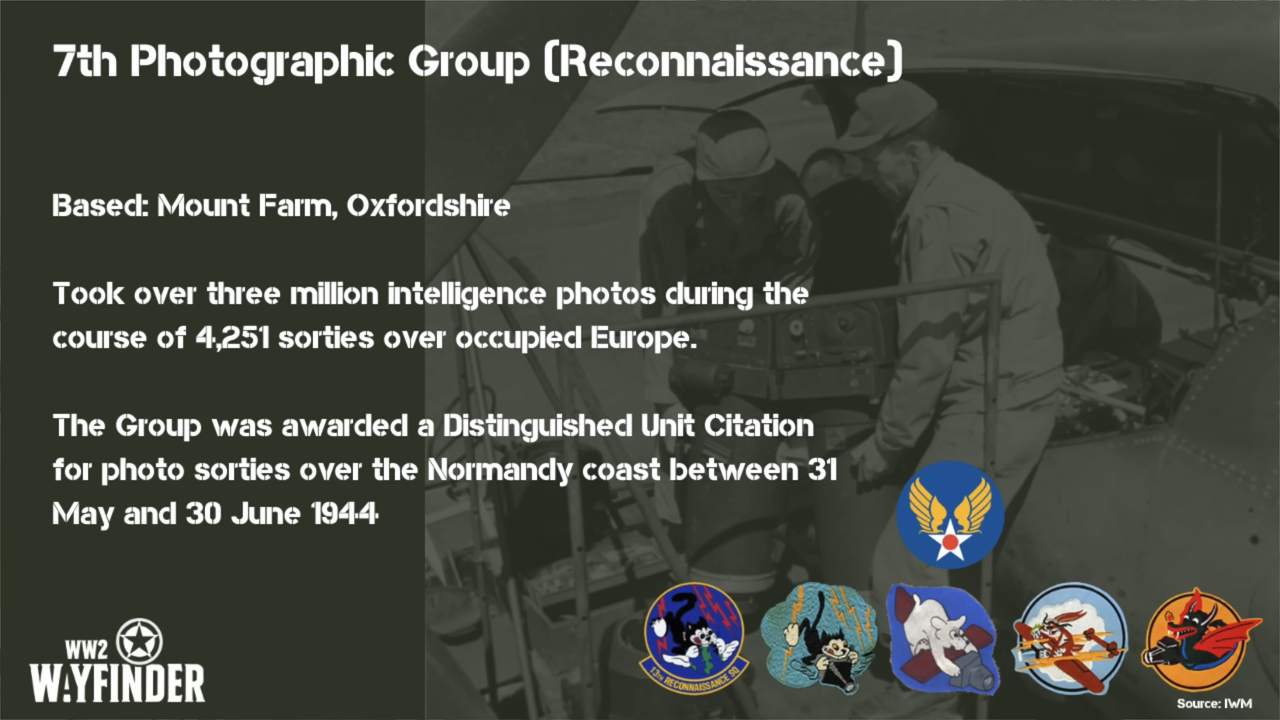 7th Photographic Group (Reconnaissance)
Based: Mount Farm, Oxfordshire
Took over three million intelligence photos during the
course of 4,251 sorties over occupied Europe.
The Group was awarded a Distinguished Unit Citation
for photo sorties over the Normandy coast between 31
May and 30 June 1944
WW2
WAYFINDER
13TH RECONNAISSANCE SQ
Source: IWM